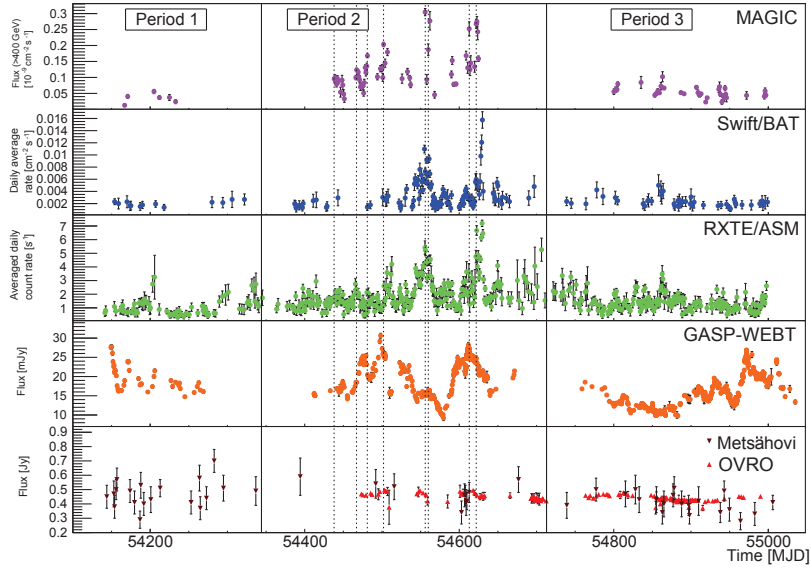 Period 1
Period 2
Period 3
MAGIC
Flux (>400 GeV)
[10⁻⁹ cm⁻² s⁻¹]
0.3
0.25
0.2
0.15
0.1
0.05
Swift/BAT
Daily average
rate [cm⁻² s⁻¹]
0.016
0.014
0.012
0.01
0.008
0.006
0.004
0.002
RXTE/ASM
Averaged daily
count rate [s⁻¹]
7
6
5
4
3
2
1
GASP-WEBT
Flux [mJy]
30
25
20
15
10
Metsähovi
OVRO
Flux [Jy]
0.9
0.8
0.7
0.6
0.5
0.4
0.3
0.2
54200
54400
54600
54800
55000
Time [MJD]